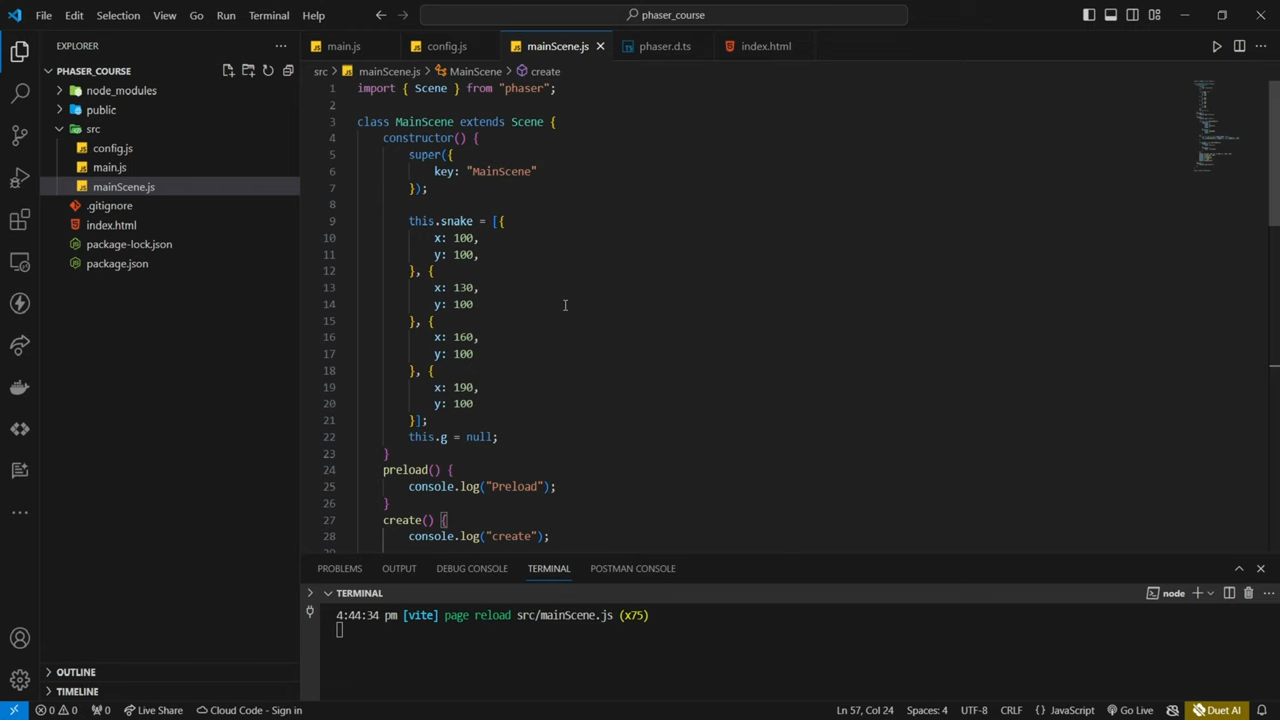 File Edit Selection View Go Run Terminal Help
phaser_course
EXPLORER
main.js
config.js
mainScene.js
phaser.d.ts
index.html
PHASER_COURSE
src > mainScene.js > MainScene > create
node_modules
public
src
config.js
main.js
mainScene.js
.gitignore
index.html
package-lock.json
package.json
1 import { Scene } from "phaser";
2
3 class MainScene extends Scene {
4 constructor() {
5 super({
6 key: "MainScene"
7 });
8
9 this.snake = [{
10 x: 100,
11 y: 100,
12 }, {
13 x: 130,
14 y: 100
15 }, {
16 x: 160,
17 y: 100
18 }, {
19 x: 190,
20 y: 100
21 }];
22 this.g = null;
23 }
24 preload() {
25 console.log("Preload");
26 }
27 create() {
28 console.log("create");
PROBLEMS OUTPUT DEBUG CONSOLE TERMINAL POSTMAN CONSOLE
TERMINAL
node
4:44:34 pm [vite] page reload src/mainScene.js (x75)
OUTLINE
TIMELINE
0 0 0 Live Share Cloud Code - Sign in Ln 57, Col 24 Spaces: 4 UTF-8 CRLF {} JavaScript Go Live Duet AI